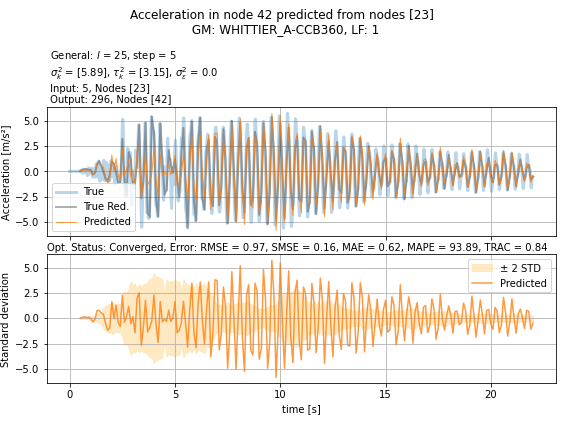 Acceleration in node 42 predicted from nodes [23]
GM: WHITTIER_A-CCB360, LF: 1
General: l = 25, step = 5
σ²ₖ = [5.89], τ²ₖ = [3.15], σ²ε = 0.0
Input: 5, Nodes [23]
Output: 296, Nodes [42]
Acceleration [m/s²]
5.0
2.5
0.0
−2.5
−5.0
True
True Red.
Predicted
Opt. Status: Converged, Error: RMSE = 0.97, SMSE = 0.16, MAE = 0.62, MAPE = 93.89, TRAC = 0.84
Standard deviation
5.0
2.5
0.0
−2.5
−5.0
± 2 STD
Predicted
0
5
10
15
20
time [s]